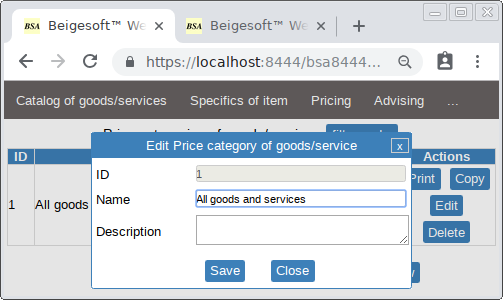 BSA Beigesoft™ W BSA Beigesoft™ We
https://localhost:8444/bsa8444...
Catalog of goods/services Specifics of item Pricing Advising ...
Edit Price category of goods/service x
ID Actions
ID 1
Print Copy
1 All goods
Name All goods and services
Edit
Description
Delete
Save Close